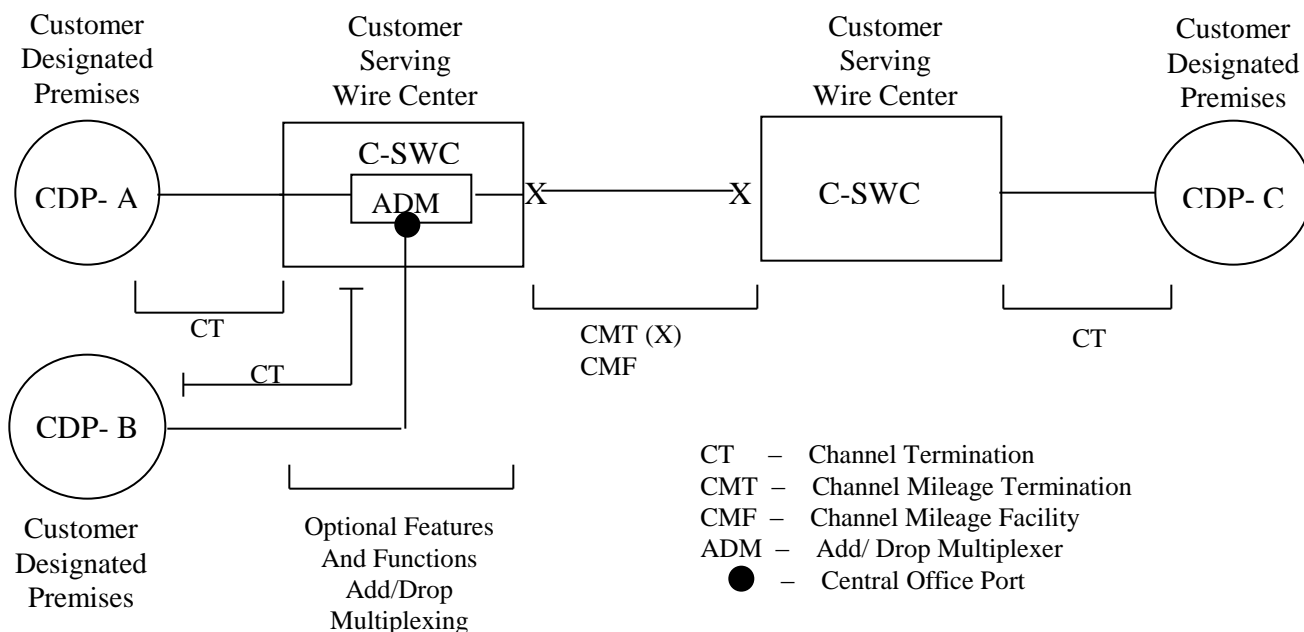 Customer
Designated
Premises
Customer
Serving
Wire Center
Customer
Serving
Wire Center
Customer
Designated
Premises
C-SWC
ADM
CDP- A
X
X
C-SWC
CDP- C
CT
CMT (X)
CMF
CT
CT
CDP- B
Customer
Designated
Premises
Optional Features
And Functions
Add/Drop
Multiplexing
CT – Channel Termination
CMT – Channel Mileage Termination
CMF – Channel Mileage Facility
ADM – Add/ Drop Multiplexer
– Central Office Port